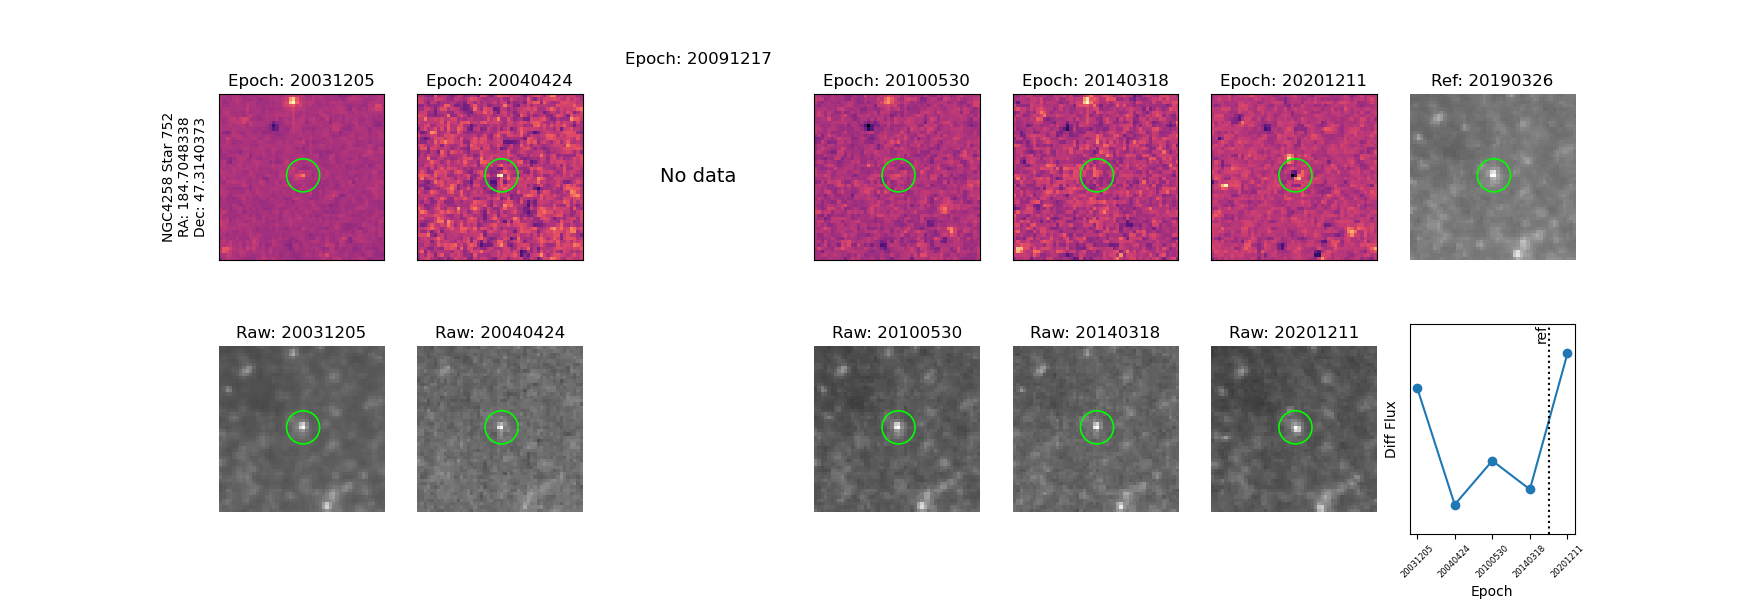 Epoch: 20091217
Epoch: 20031205
Epoch: 20040424
Epoch: 20100530
Epoch: 20140318
Epoch: 20201211
Ref: 20190326
NGC4258 Star 752
RA: 184.7048338
Dec: 47.3140373
No data
Raw: 20031205
Raw: 20040424
Raw: 20100530
Raw: 20140318
Raw: 20201211
ref
Diff Flux
20031205
20040424
20100530
20140318
20201211
Epoch